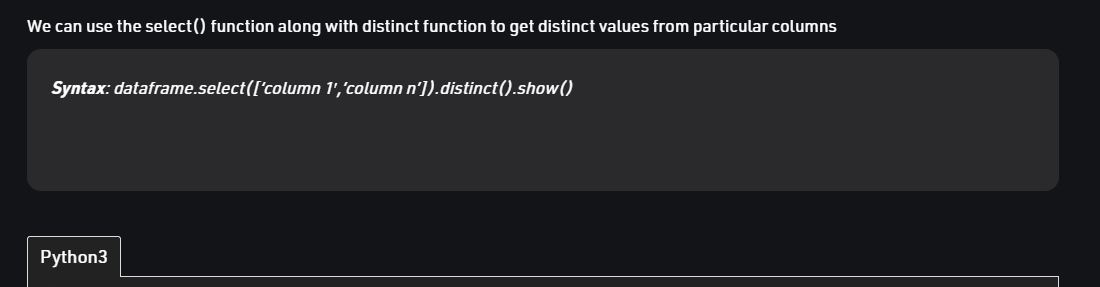 We can use the select() function along with distinct function to get distinct values from particular columns
Syntax: dataframe.select([‘column 1′,’column n’]).distinct().show()
Python3